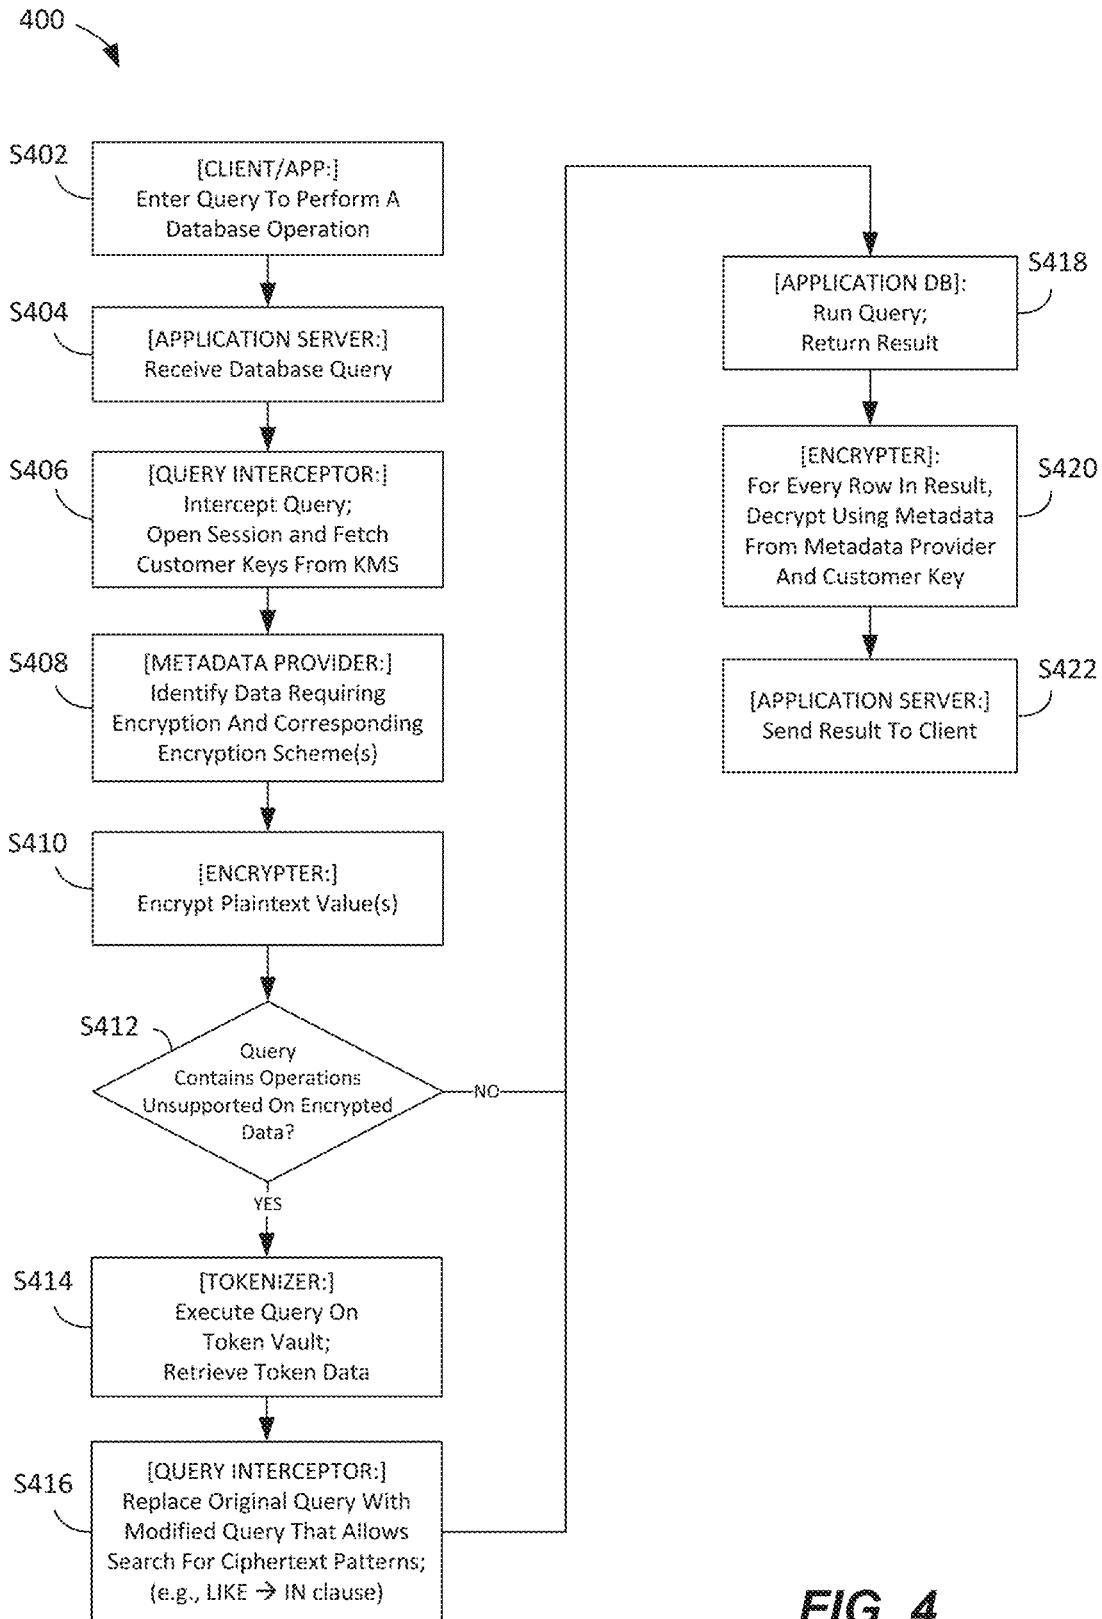 400
S402
[CLIENT/APP:]
Enter Query To Perform A
Database Operation
S404
[APPLICATION SERVER:]
Receive Database Query
S406
[QUERY INTERCEPTOR:]
Intercept Query;
Open Session and Fetch
Customer Keys From KMS
S408
[METADATA PROVIDER:]
Identify Data Requiring
Encryption And Corresponding
Encryption Scheme(s)
S410
[ENCRYPTER:]
Encrypt Plaintext Value(s)
S412
Query
Contains Operations
Unsupported On Encrypted
Data?
NO
YES
S414
[TOKENIZER:]
Execute Query On
Token Vault;
Retrieve Token Data
S416
[QUERY INTERCEPTOR:]
Replace Original Query With
Modified Query That Allows
Search For Ciphertext Patterns;
(e.g., LIKE → IN clause)
S418
[APPLICATION DB]:
Run Query;
Return Result
S420
[ENCRYPTER]:
For Every Row In Result,
Decrypt Using Metadata
From Metadata Provider
And Customer Key
S422
[APPLICATION SERVER:]
Send Result To Client
FIG. 4